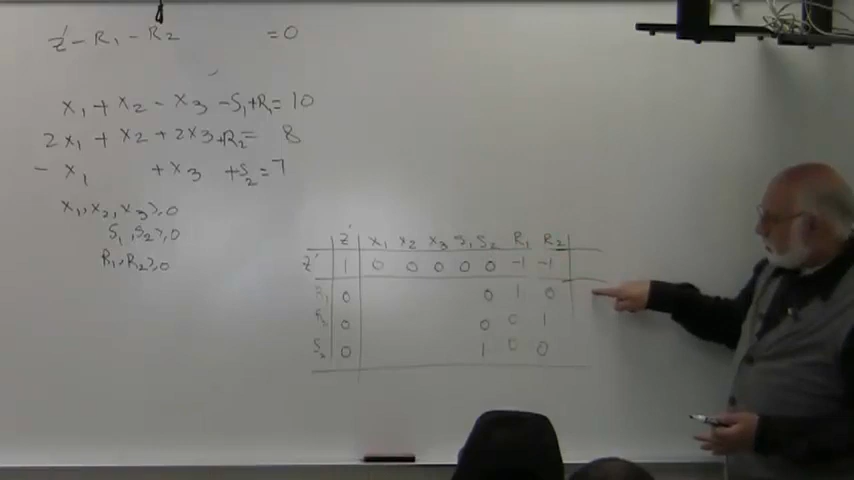 z' - R₁ - R₂ = 0
x₁ + x₂ - x₃ - S₁ + R₁ = 10
2x₁ + x₂ + 2x₃ + R₂ = 8
- x₁ + x₃ + S₂ = 7
x₁, x₂, x₃ ≥ 0
S₁, S₂ ≥ 0
R₁, R₂ ≥ 0
z' x₁ x₂ x₃ S₁ S₂ R₁ R₂
z' 1 0 0 0 0 0 -1 -1
R₁ 0 0 1 0
R₂ 0 0 0 1
S₂ 0 1 0 0